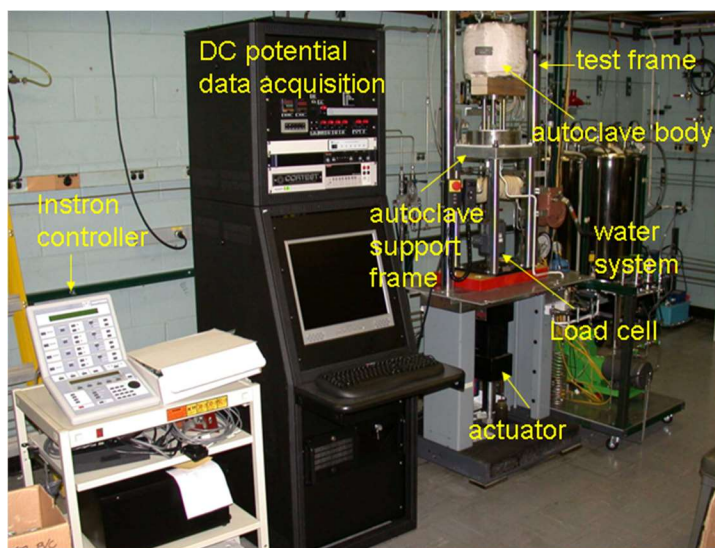 DC potential
data acquisition
test frame
autoclave body
Instron
controller
autoclave
support
frame
water
system
Load cell
actuator
CORTEST